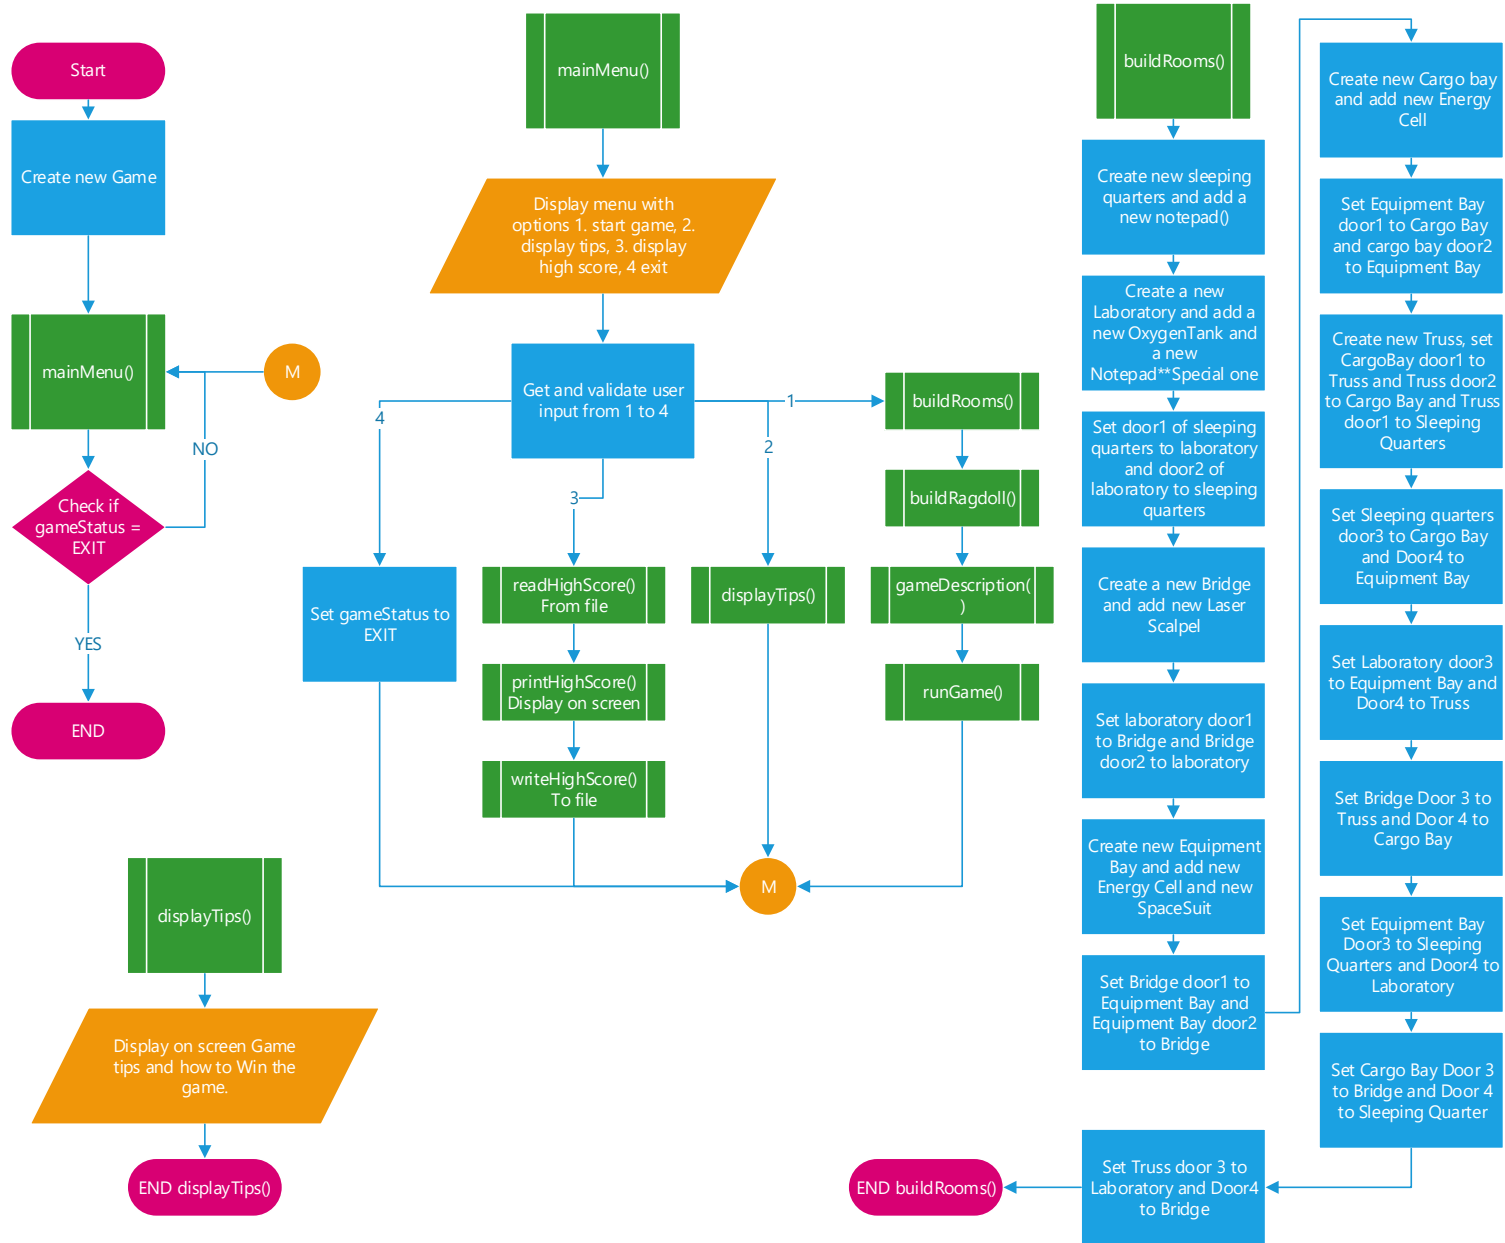 Start
Create new Game
mainMenu()
M
NO
Check if
gameStatus =
EXIT
YES
END
mainMenu()
Display menu with
options 1. start game, 2.
display tips, 3. display
high score, 4 exit
Get and validate user
input from 1 to 4
4
3
2
1
Set gameStatus to
EXIT
readHighScore()
From file
printHighScore()
Display on screen
writeHighScore()
To file
displayTips()
buildRooms()
buildRagdoll()
gameDescription(
)
runGame()
M
displayTips()
Display on screen Game
tips and how to Win the
game.
END displayTips()
buildRooms()
Create new sleeping
quarters and add a
new notepad()
Create a new
Laboratory and add a
new OxygenTank and
a new
Notepad**Special one
Set door1 of sleeping
quarters to laboratory
and door2 of
laboratory to sleeping
quarters
Create a new Bridge
and add new Laser
Scalpel
Set laboratory door1
to Bridge and Bridge
door2 to laboratory
Create new Equipment
Bay and add new
Energy Cell and new
SpaceSuit
Set Bridge door1 to
Equipment Bay and
Equipment Bay door2
to Bridge
Create new Cargo bay
and add new Energy
Cell
Set Equipment Bay
door1 to Cargo Bay
and cargo bay door2
to Equipment Bay
Create new Truss, set
CargoBay door1 to
Truss and Truss door2
to Cargo Bay and Truss
door1 to Sleeping
Quarters
Set Sleeping quarters
door3 to Cargo Bay
and Door4 to
Equipment Bay
Set Laboratory door3
to Equipment Bay and
Door4 to Truss
Set Bridge Door 3 to
Truss and Door 4 to
Cargo Bay
Set Equipment Bay
Door3 to Sleeping
Quarters and Door4 to
Laboratory
Set Cargo Bay Door 3
to Bridge and Door 4
to Sleeping Quarter
Set Truss door 3 to
Laboratory and Door4
to Bridge
END buildRooms()